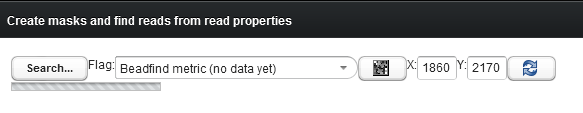 Create masks and find reads from read properties
Search... Flag: Beadfind metric (no data yet) X: 1860 Y: 2170